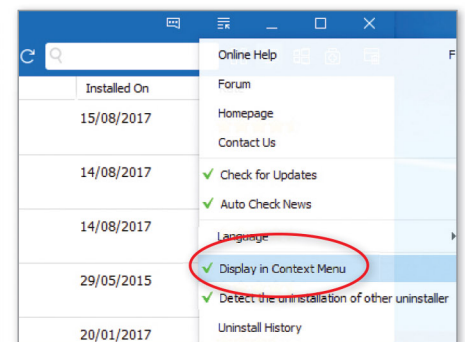 Online Help
F
Forum
Installed On
Homepage
15/08/2017
Contact Us
14/08/2017
Check for Updates
Auto Check News
14/08/2017
Language
Display in Context Menu
29/05/2015
Detect the uninstallation of other uninstaller
Uninstall History
20/01/2017